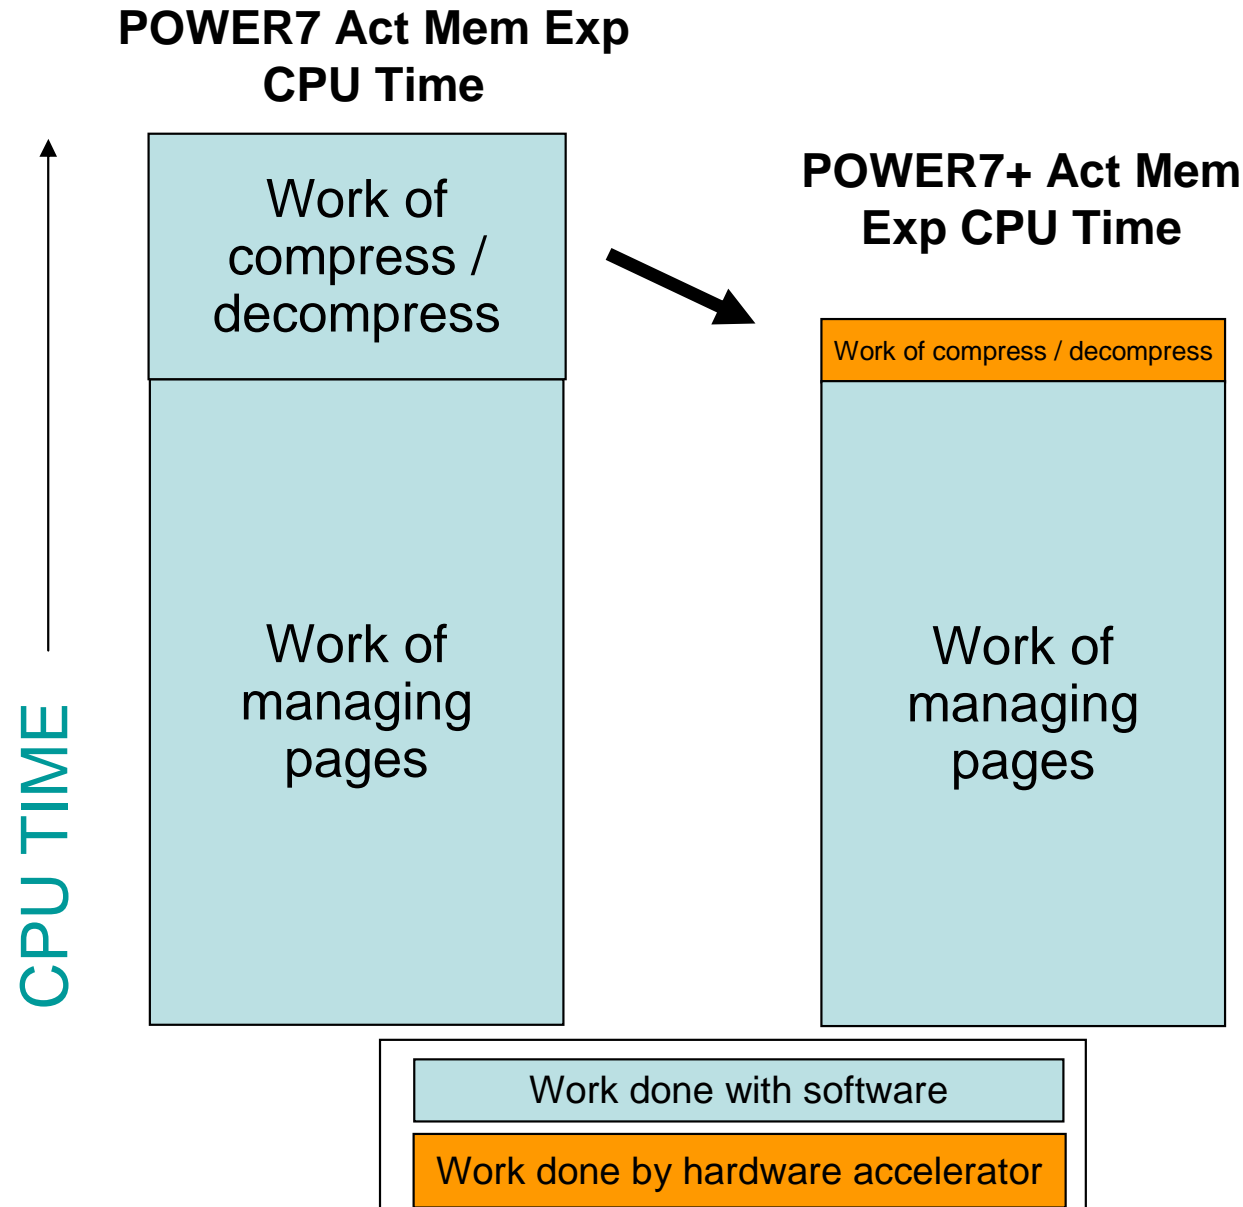 POWER7 Act Mem Exp
CPU Time
POWER7+ Act Mem
Exp CPU Time
Work of
compress /
decompress
Work of compress / decompress
Work of
managing
pages
Work of
managing
pages
CPU TIME
Work done with software
Work done by hardware accelerator